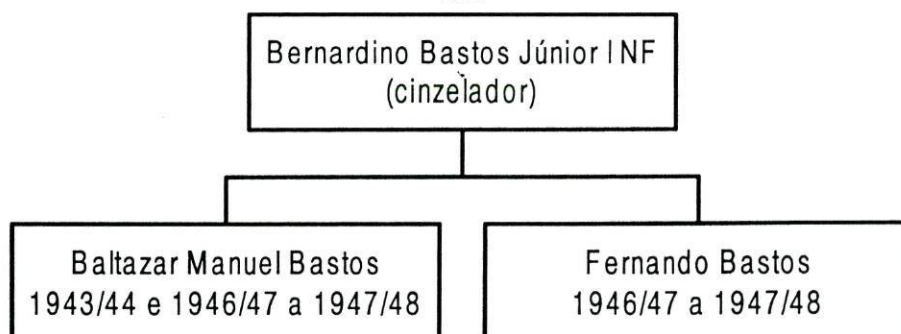 Bernardino Bastos Júnior INF
(cinzelador)
Baltazar Manuel Bastos
1943/44 e 1946/47 a 1947/48
Fernando Bastos
1946/47 a 1947/48